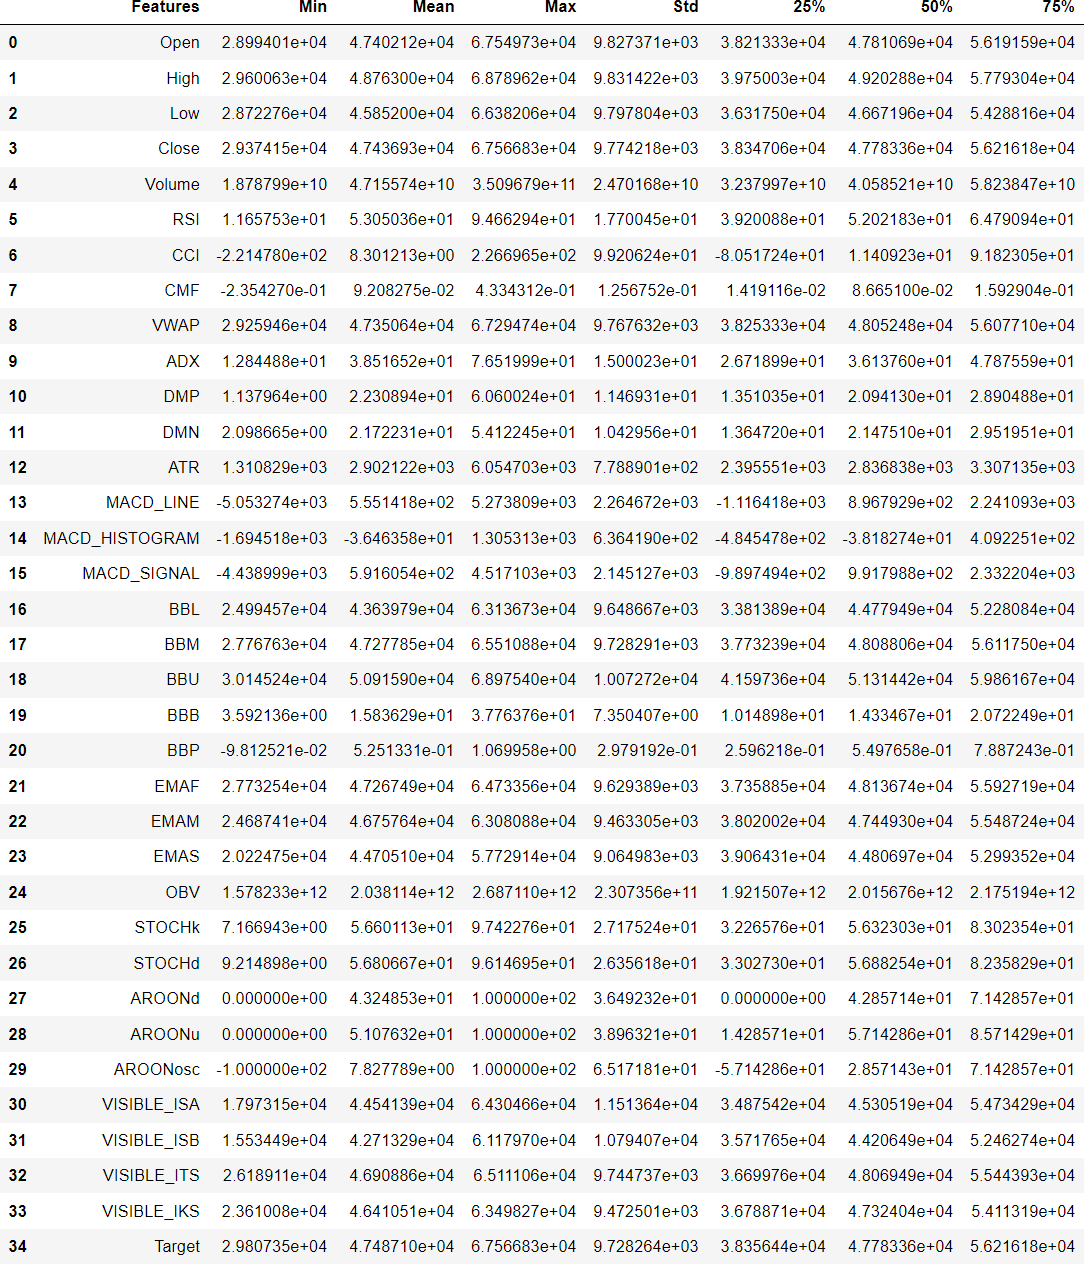 Features Min Mean Max Std 25% 50% 75%
0 Open 2.899401e+04 4.740212e+04 6.754973e+04 9.827371e+03 3.821333e+04 4.781069e+04 5.619159e+04
1 High 2.960063e+04 4.876300e+04 6.878962e+04 9.831422e+03 3.975003e+04 4.920288e+04 5.779304e+04
2 Low 2.872276e+04 4.585200e+04 6.638206e+04 9.797804e+03 3.631750e+04 4.667196e+04 5.428816e+04
3 Close 2.937415e+04 4.743693e+04 6.756683e+04 9.774218e+03 3.834706e+04 4.778336e+04 5.621618e+04
4 Volume 1.878799e+10 4.715574e+10 3.509679e+11 2.470168e+10 3.237997e+10 4.058521e+10 5.823847e+10
5 RSI 1.165753e+01 5.305036e+01 9.466294e+01 1.770045e+01 3.920088e+01 5.202183e+01 6.479094e+01
6 CCI -2.214780e+02 8.301213e+00 2.266965e+02 9.920624e+01 -8.051724e+01 1.140923e+01 9.182305e+01
7 CMF -2.354270e-01 9.208275e-02 4.334312e-01 1.256752e-01 1.419116e-02 8.665100e-02 1.592904e-01
8 VWAP 2.925946e+04 4.735064e+04 6.729474e+04 9.767632e+03 3.825333e+04 4.805248e+04 5.607710e+04
9 ADX 1.284488e+01 3.851652e+01 7.651999e+01 1.500023e+01 2.671899e+01 3.613760e+01 4.787559e+01
10 DMP 1.137964e+00 2.230894e+01 6.060024e+01 1.146931e+01 1.351035e+01 2.094130e+01 2.890488e+01
11 DMN 2.098665e+00 2.172231e+01 5.412245e+01 1.042956e+01 1.364720e+01 2.147510e+01 2.951951e+01
12 ATR 1.310829e+03 2.902122e+03 6.054703e+03 7.788901e+02 2.395551e+03 2.836838e+03 3.307135e+03
13 MACD_LINE -5.053274e+03 5.551418e+02 5.273809e+03 2.264672e+03 -1.116418e+03 8.967929e+02 2.241093e+03
14 MACD_HISTOGRAM -1.694518e+03 -3.646358e+01 1.305313e+03 6.364190e+02 -4.845478e+02 -3.818274e+01 4.092251e+02
15 MACD_SIGNAL -4.438999e+03 5.916054e+02 4.517103e+03 2.145127e+03 -9.897494e+02 9.917988e+02 2.332204e+03
16 BBL 2.499457e+04 4.363979e+04 6.313673e+04 9.648667e+03 3.381389e+04 4.477949e+04 5.228084e+04
17 BBM 2.776763e+04 4.727785e+04 6.551088e+04 9.728291e+03 3.773239e+04 4.808806e+04 5.611750e+04
18 BBU 3.014524e+04 5.091590e+04 6.897540e+04 1.007272e+04 4.159736e+04 5.131442e+04 5.986167e+04
19 BBB 3.592136e+00 1.583629e+01 3.776376e+01 7.350407e+00 1.014898e+01 1.433467e+01 2.072249e+01
20 BBP -9.812521e-02 5.251331e-01 1.069958e+00 2.979192e-01 2.596218e-01 5.497658e-01 7.887243e-01
21 EMAF 2.773254e+04 4.726749e+04 6.473356e+04 9.629389e+03 3.735885e+04 4.813674e+04 5.592719e+04
22 EMAM 2.468741e+04 4.675764e+04 6.308088e+04 9.463305e+03 3.802002e+04 4.744930e+04 5.548724e+04
23 EMAS 2.022475e+04 4.470510e+04 5.772914e+04 9.064983e+03 3.906431e+04 4.480697e+04 5.299352e+04
24 OBV 1.578233e+12 2.038114e+12 2.687110e+12 2.307356e+11 1.921507e+12 2.015676e+12 2.175194e+12
25 STOCHk 7.166943e+00 5.660113e+01 9.742276e+01 2.717524e+01 3.226576e+01 5.632303e+01 8.302354e+01
26 STOCHd 9.214898e+00 5.680667e+01 9.614695e+01 2.635618e+01 3.302730e+01 5.688254e+01 8.235829e+01
27 AROONd 0.000000e+00 4.324853e+01 1.000000e+02 3.649232e+01 0.000000e+00 4.285714e+01 7.142857e+01
28 AROONu 0.000000e+00 5.107632e+01 1.000000e+02 3.896321e+01 1.428571e+01 5.714286e+01 8.571429e+01
29 AROONosc -1.000000e+02 7.827789e+00 1.000000e+02 6.517181e+01 -5.714286e+01 2.857143e+01 7.142857e+01
30 VISIBLE_ISA 1.797315e+04 4.454139e+04 6.430466e+04 1.151364e+04 3.487542e+04 4.530519e+04 5.473429e+04
31 VISIBLE_ISB 1.553449e+04 4.271329e+04 6.117970e+04 1.079407e+04 3.571765e+04 4.420649e+04 5.246274e+04
32 VISIBLE_ITS 2.618911e+04 4.690886e+04 6.511106e+04 9.744737e+03 3.669976e+04 4.806949e+04 5.544393e+04
33 VISIBLE_IKS 2.361008e+04 4.641051e+04 6.349827e+04 9.472501e+03 3.678871e+04 4.732404e+04 5.411319e+04
34 Target 2.980735e+04 4.748710e+04 6.756683e+04 9.728264e+03 3.835644e+04 4.778336e+04 5.621618e+04